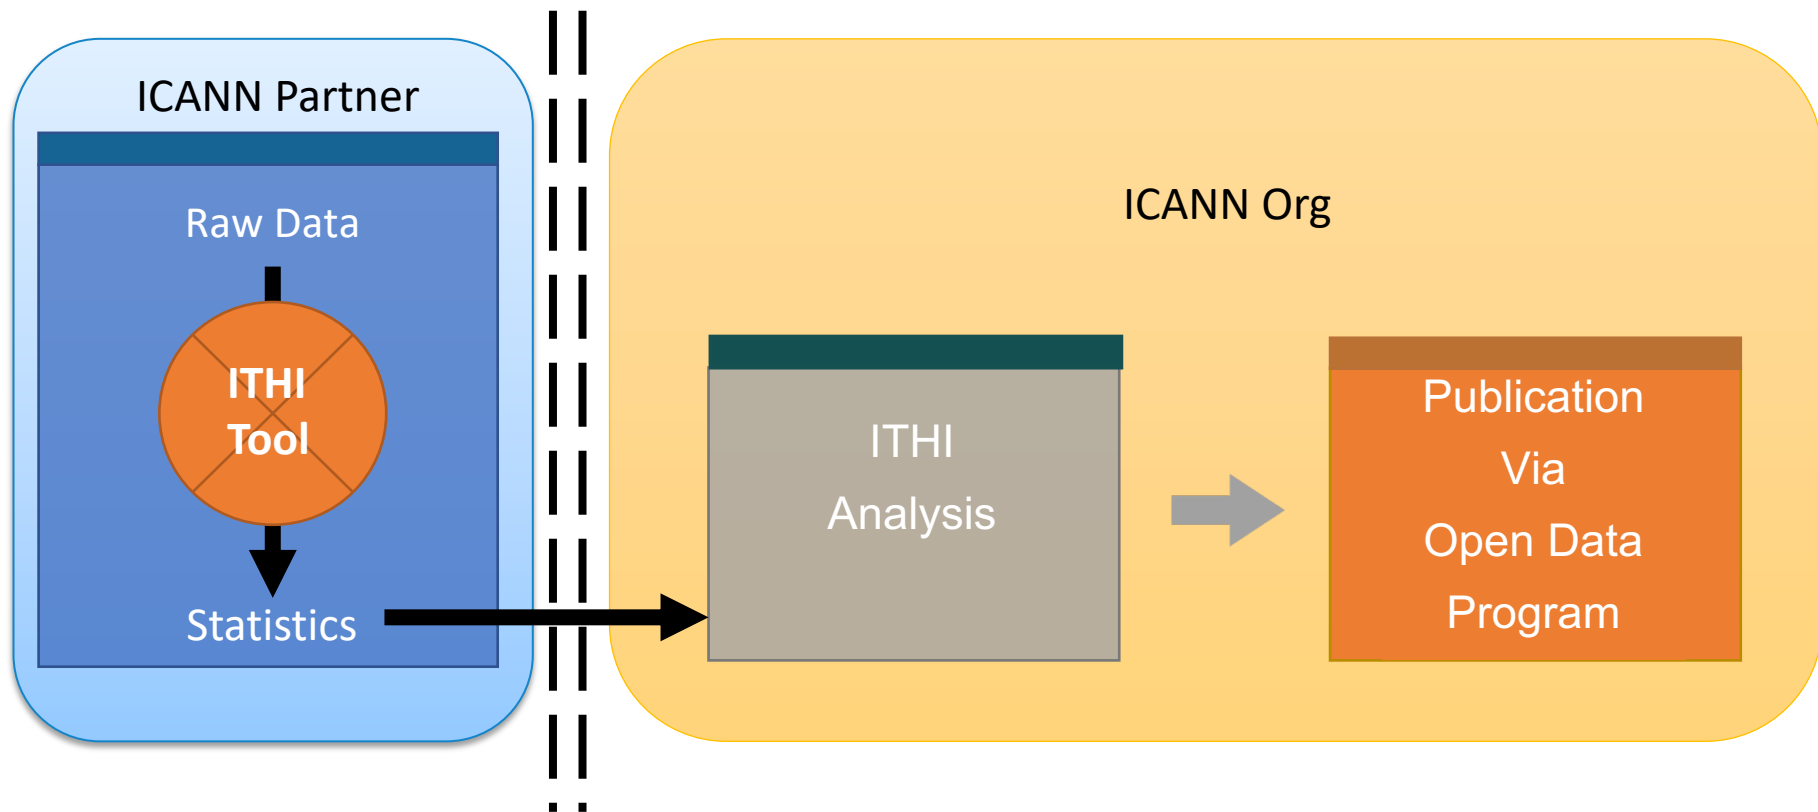 ICANN Partner
Raw Data
ITHI
Tool
Statistics
ICANN Org
ITHI
Analysis
Publication
Via
Open Data
Program